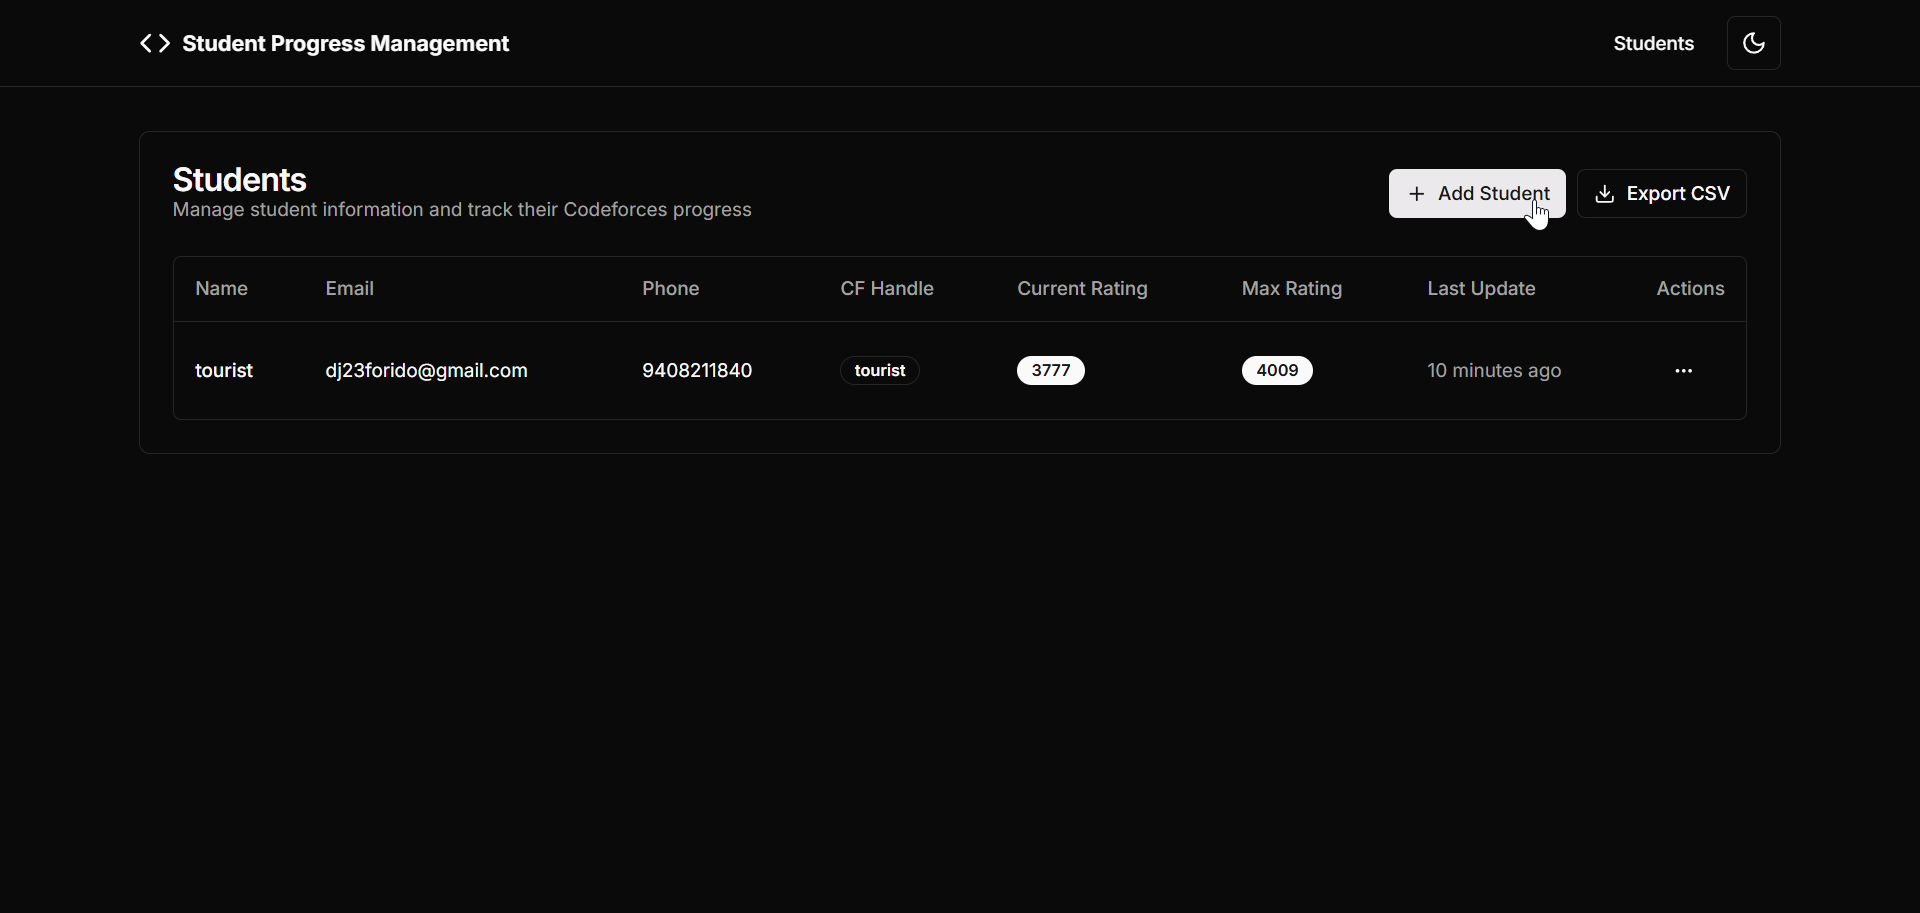 Student Progress Management
Students
Students
Manage student information and track their Codeforces progress
Add Student
Export CSV
Name Email Phone CF Handle Current Rating Max Rating Last Update Actions
tourist dj23forido@gmail.com 9408211840 tourist 3777 4009 10 minutes ago